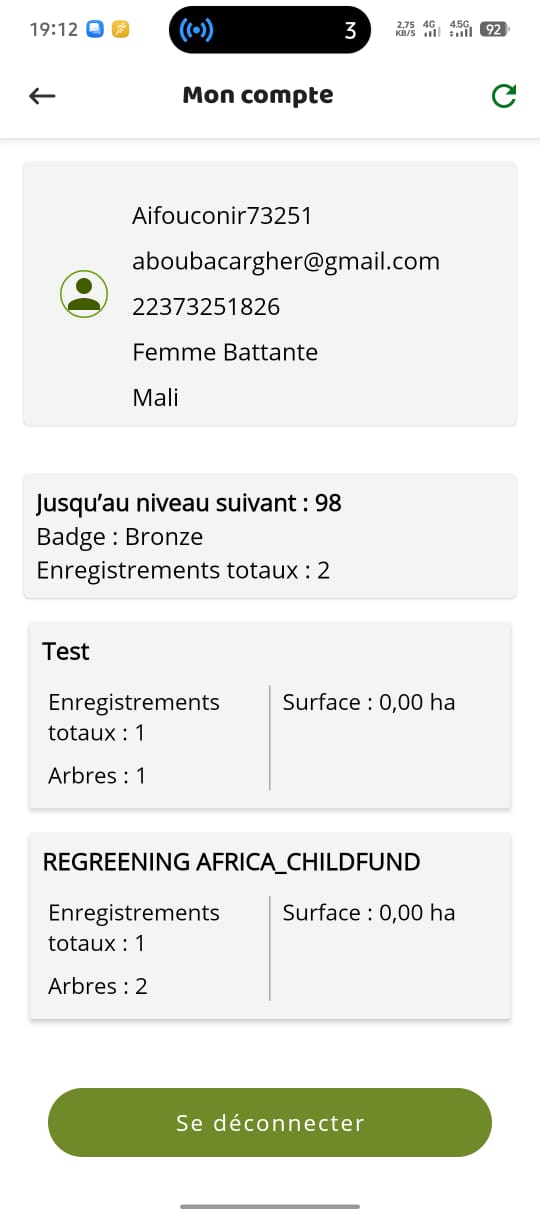 19:12
3
2,75 KB/S 4G 4.5G 92
Mon compte
Aifouconir73251
aboubacargher@gmail.com
22373251826
Femme Battante
Mali
Jusqu’au niveau suivant : 98
Badge : Bronze
Enregistrements totaux : 2
Test
Enregistrements
totaux : 1
Surface : 0,00 ha
Arbres : 1
REGREENING AFRICA_CHILDFUND
Enregistrements
totaux : 1
Surface : 0,00 ha
Arbres : 2
Se déconnecter